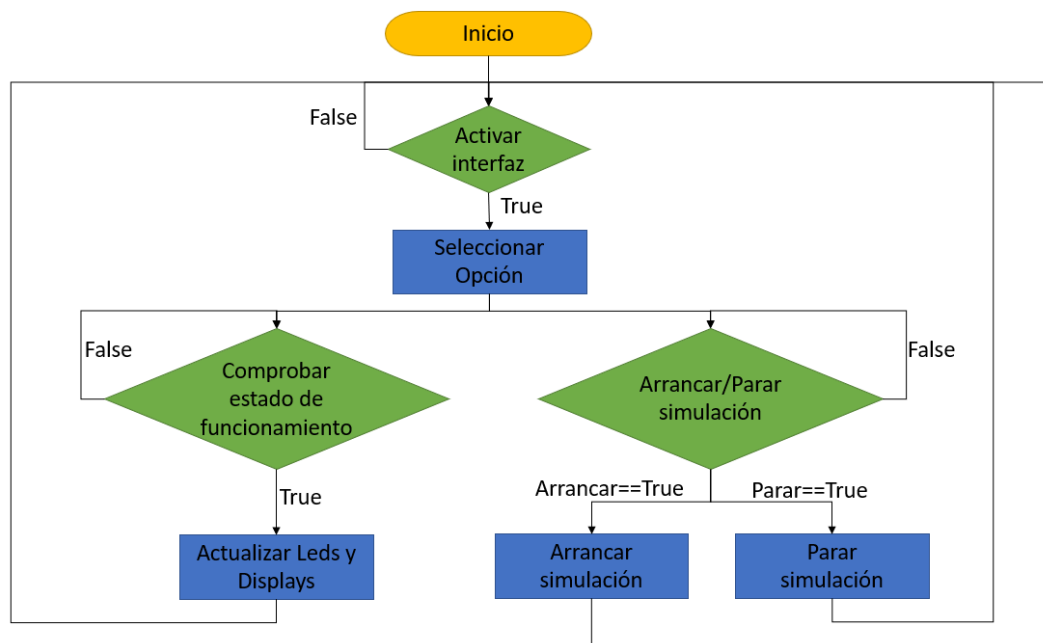 Inicio
False
Activar
interfaz
True
Seleccionar
Opción
False
Comprobar
estado de
funcionamiento
Arrancar/Parar
simulación
False
True
Arrancar==True
Parar==True
Actualizar Leds y
Displays
Arrancar
simulación
Parar
simulación